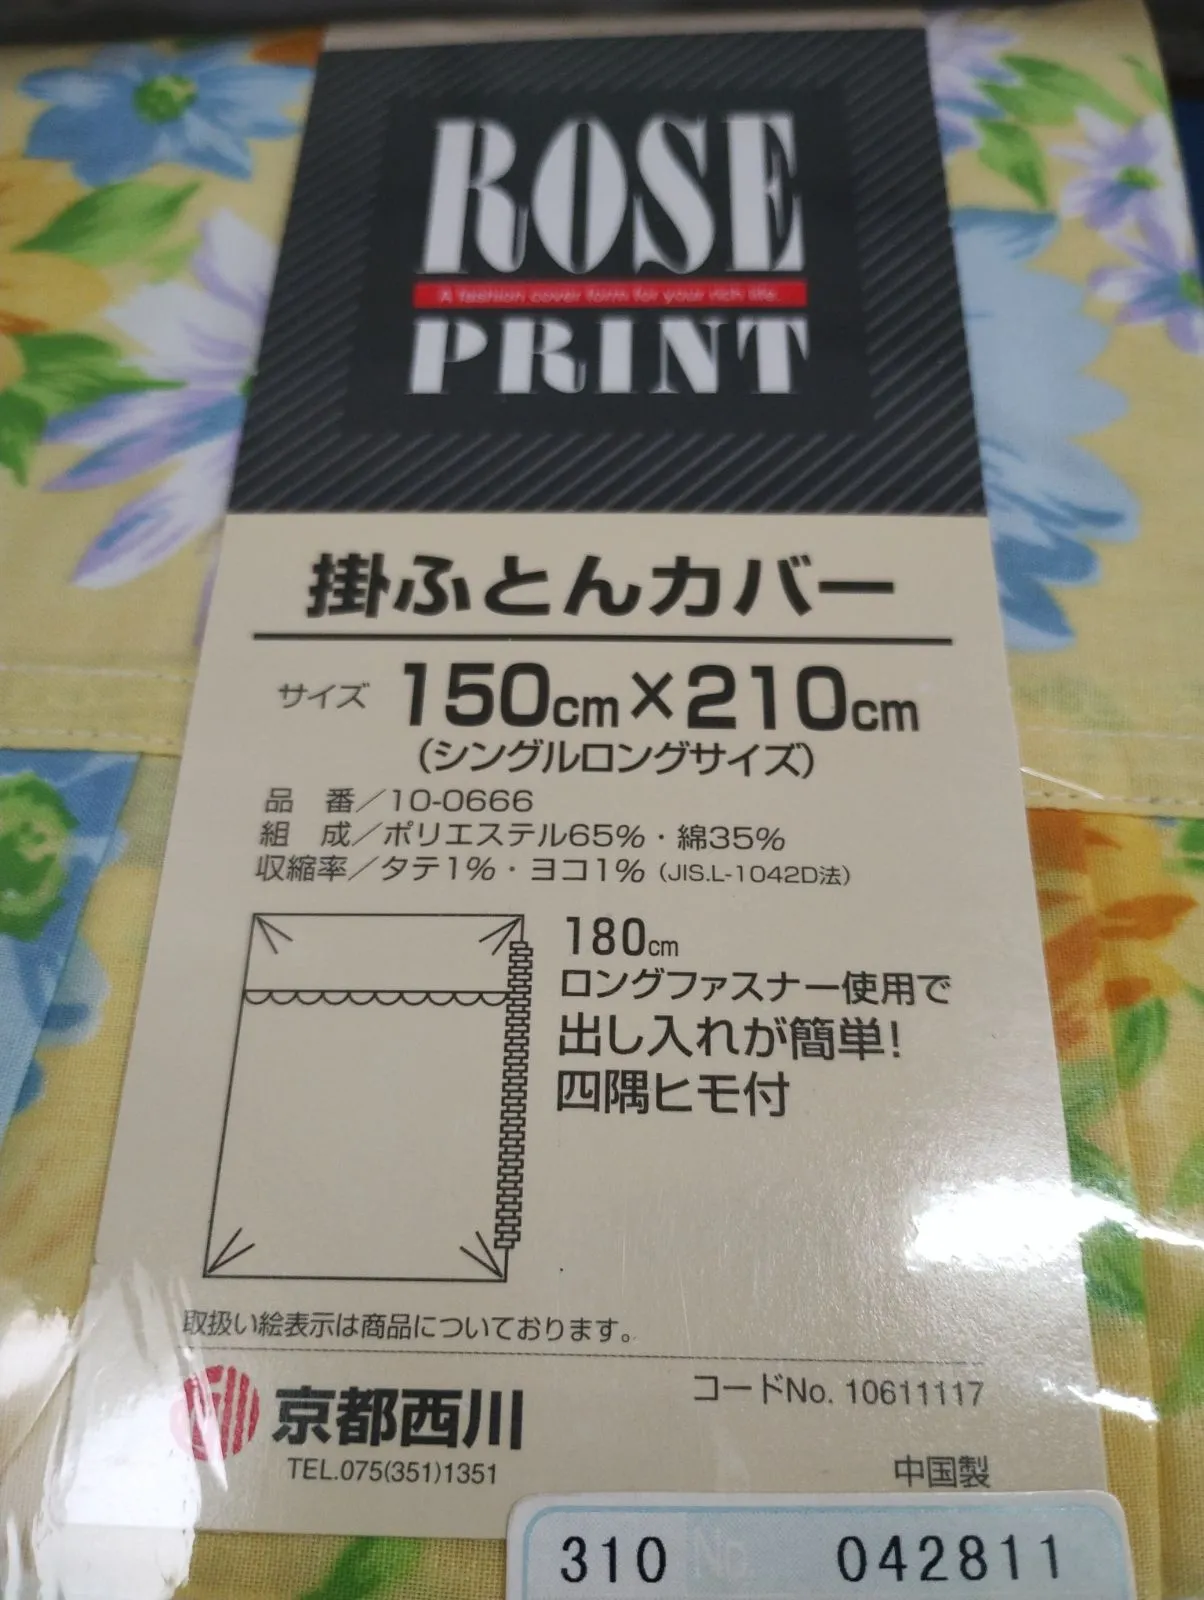 ROSE
A fashion cover form for your rich life.
PRINT
掛ふとんカバー
サイズ 150cm×210cm
(シングルロングサイズ)
品 番/10-0666
組 成/ポリエステル65%・綿35%
収縮率/タテ1%・ヨコ1% (JIS.L-1042D法)
180cm
ロングファスナー使用で
出し入れが簡単!
四隅ヒモ付
取扱い絵表示は商品についております。
京都西川
コードNo. 10611117
TEL.075(351)1351
中国製
310 No. 042811